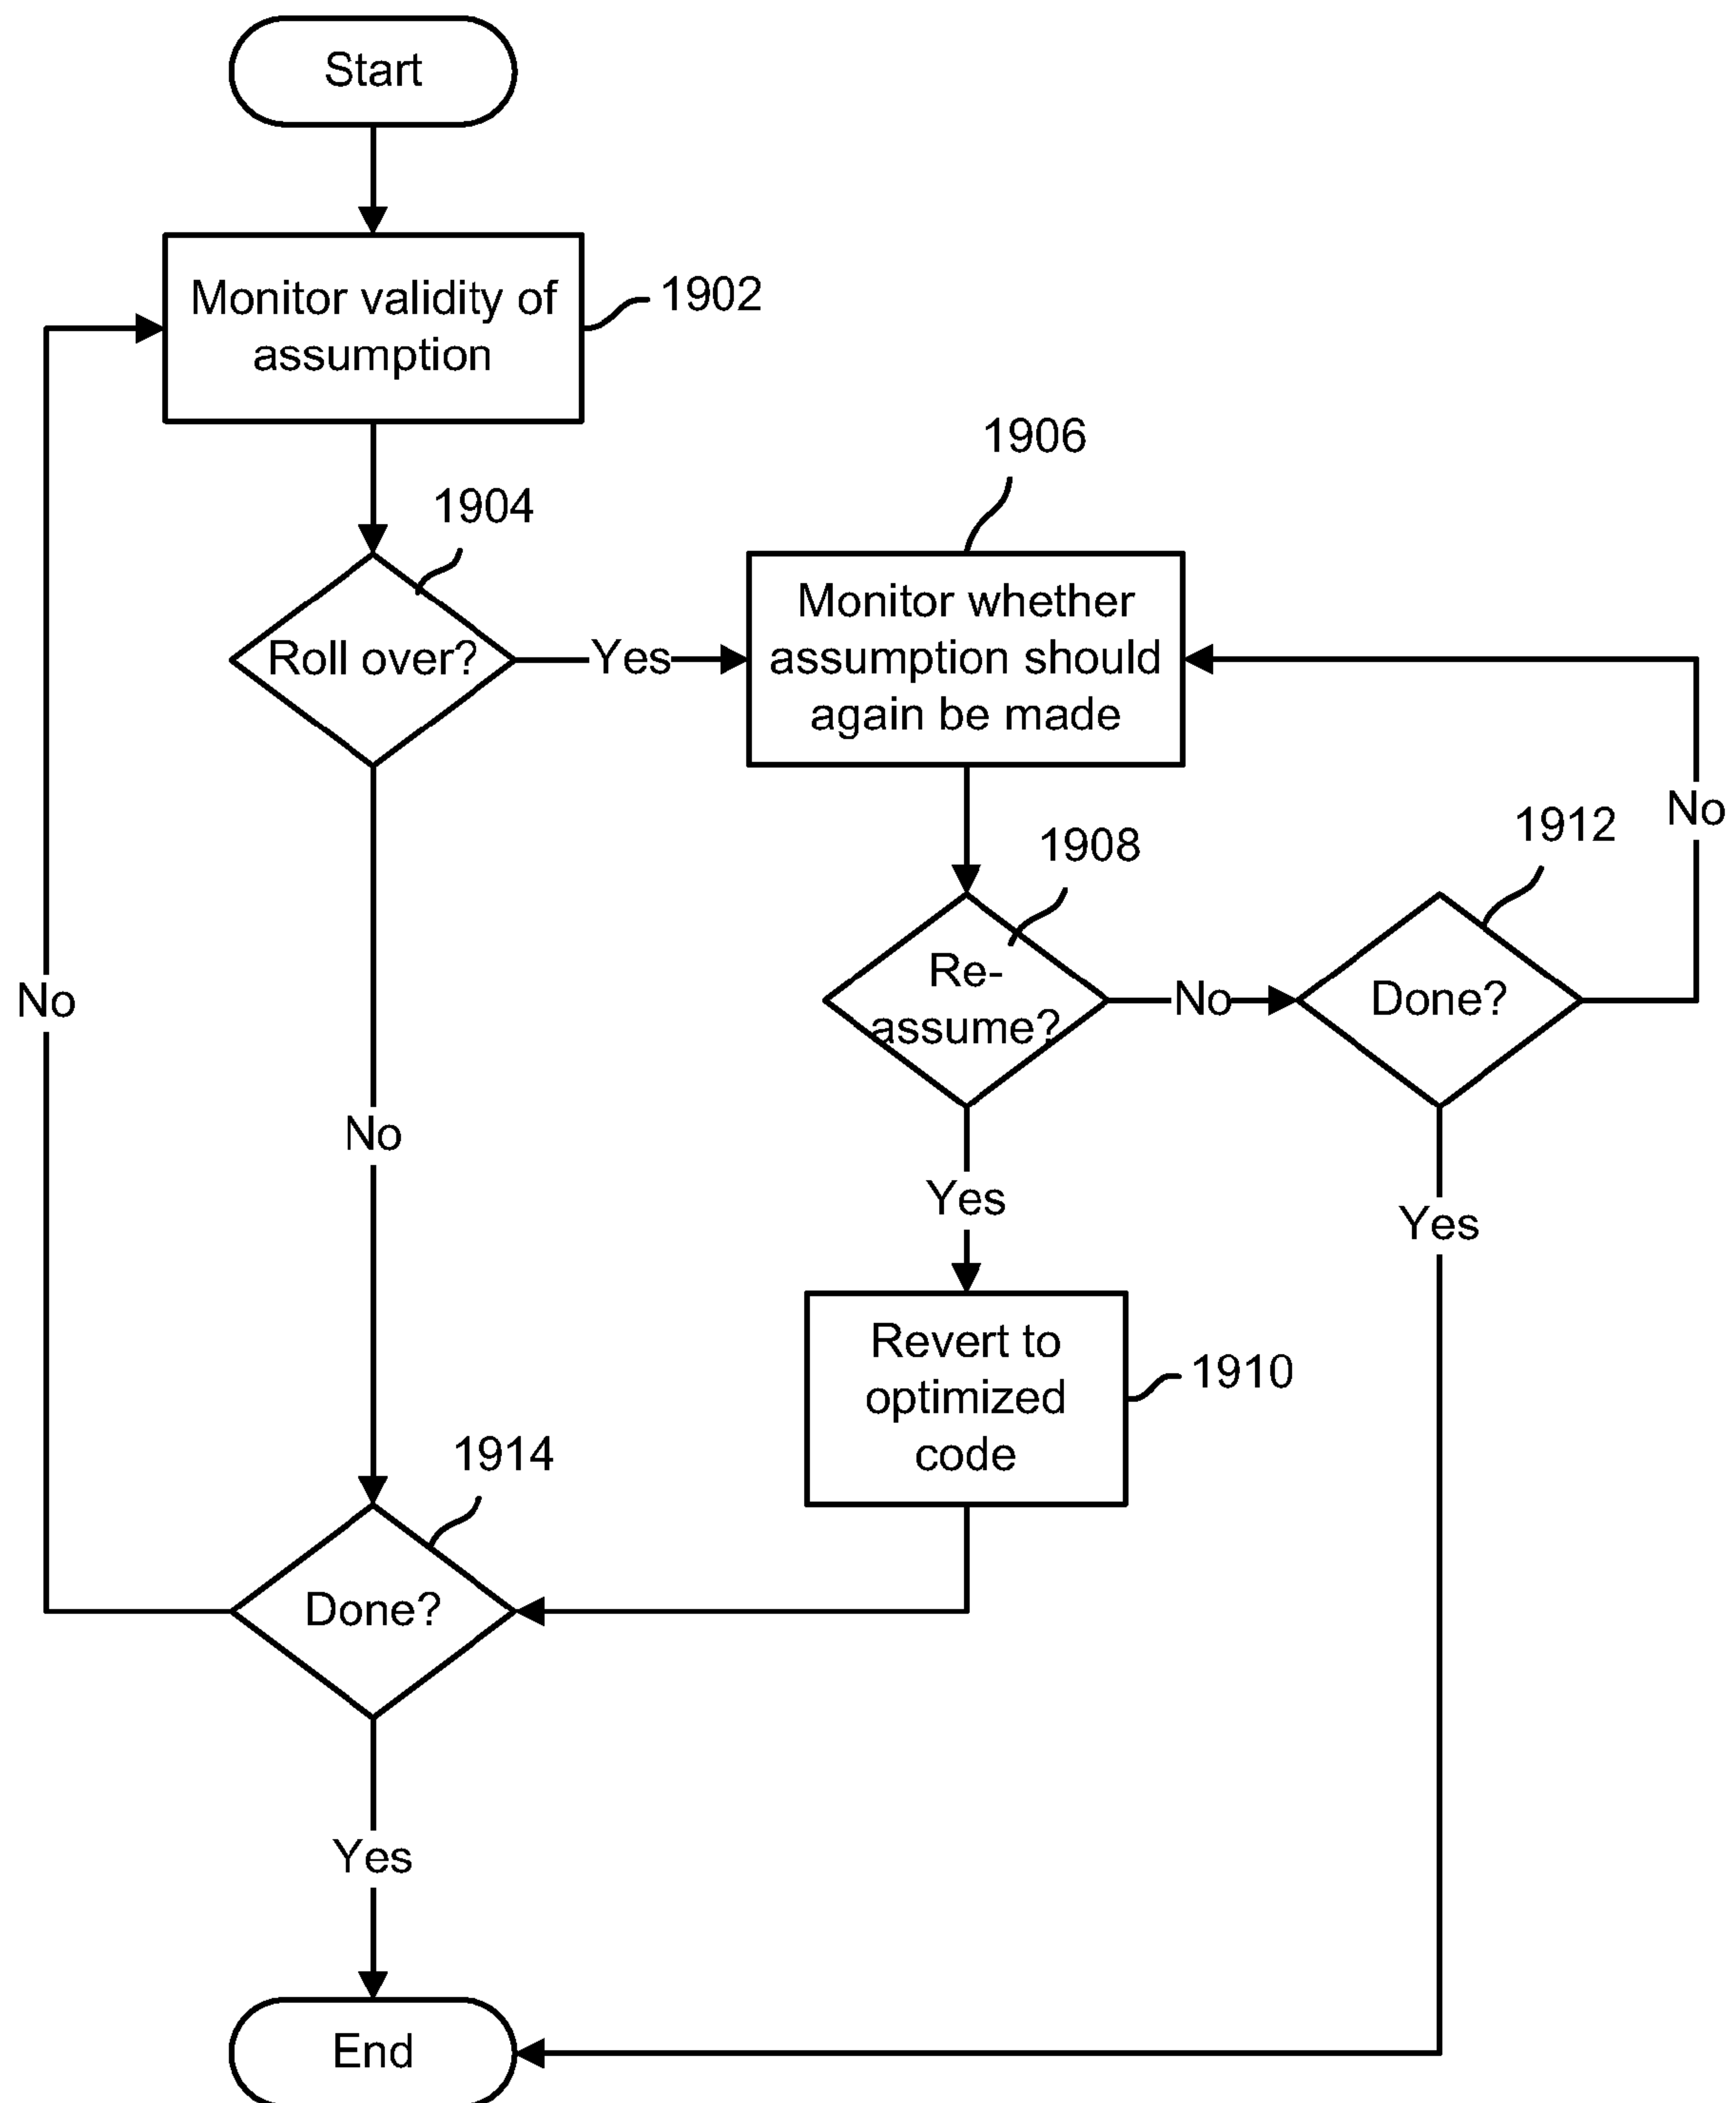 Start
Monitor validity of
assumption
1902
1904
Roll over?
Yes
1906
Monitor whether
assumption should
again be made
No
1908
Re-
assume?
No
1912
Done?
No
No
Yes
Yes
Revert to
optimized
code
1910
1914
Done?
Yes
End